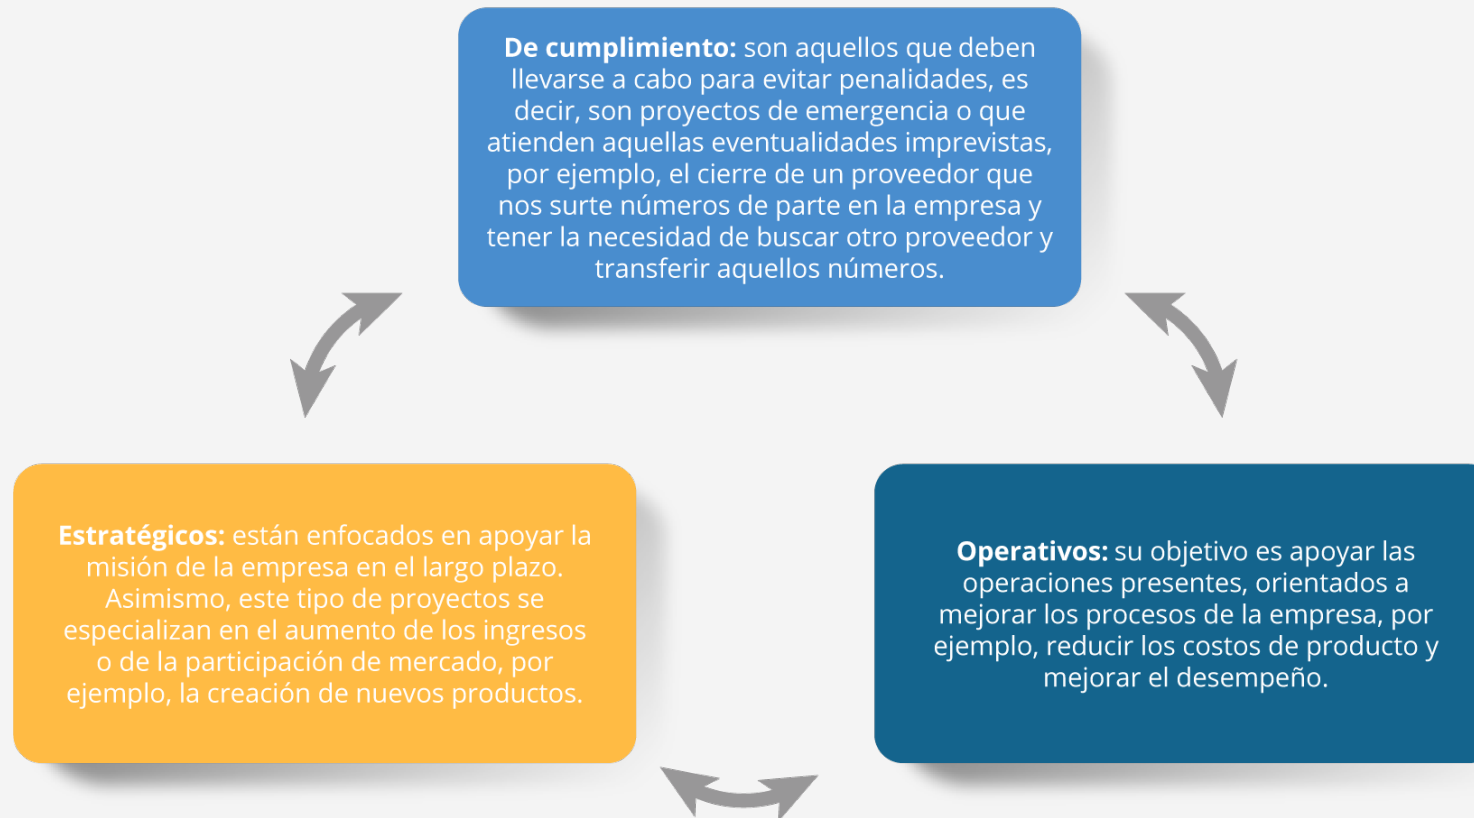 De cumplimiento: son aquellos que deben
llevarse a cabo para evitar penalidades, es
decir, son proyectos de emergencia o que
atienden aquellas eventualidades imprevistas,
por ejemplo, el cierre de un proveedor que
nos surte números de parte en la empresa y
tener la necesidad de buscar otro proveedor y
transferir aquellos números.
Estratégicos: están enfocados en apoyar la
misión de la empresa en el largo plazo.
Asimismo, este tipo de proyectos se
especializan en el aumento de los ingresos
o de la participación de mercado, por
ejemplo, la creación de nuevos productos.
Operativos: su objetivo es apoyar las
operaciones presentes, orientados a
mejorar los procesos de la empresa, por
ejemplo, reducir los costos de producto y
mejorar el desempeño.